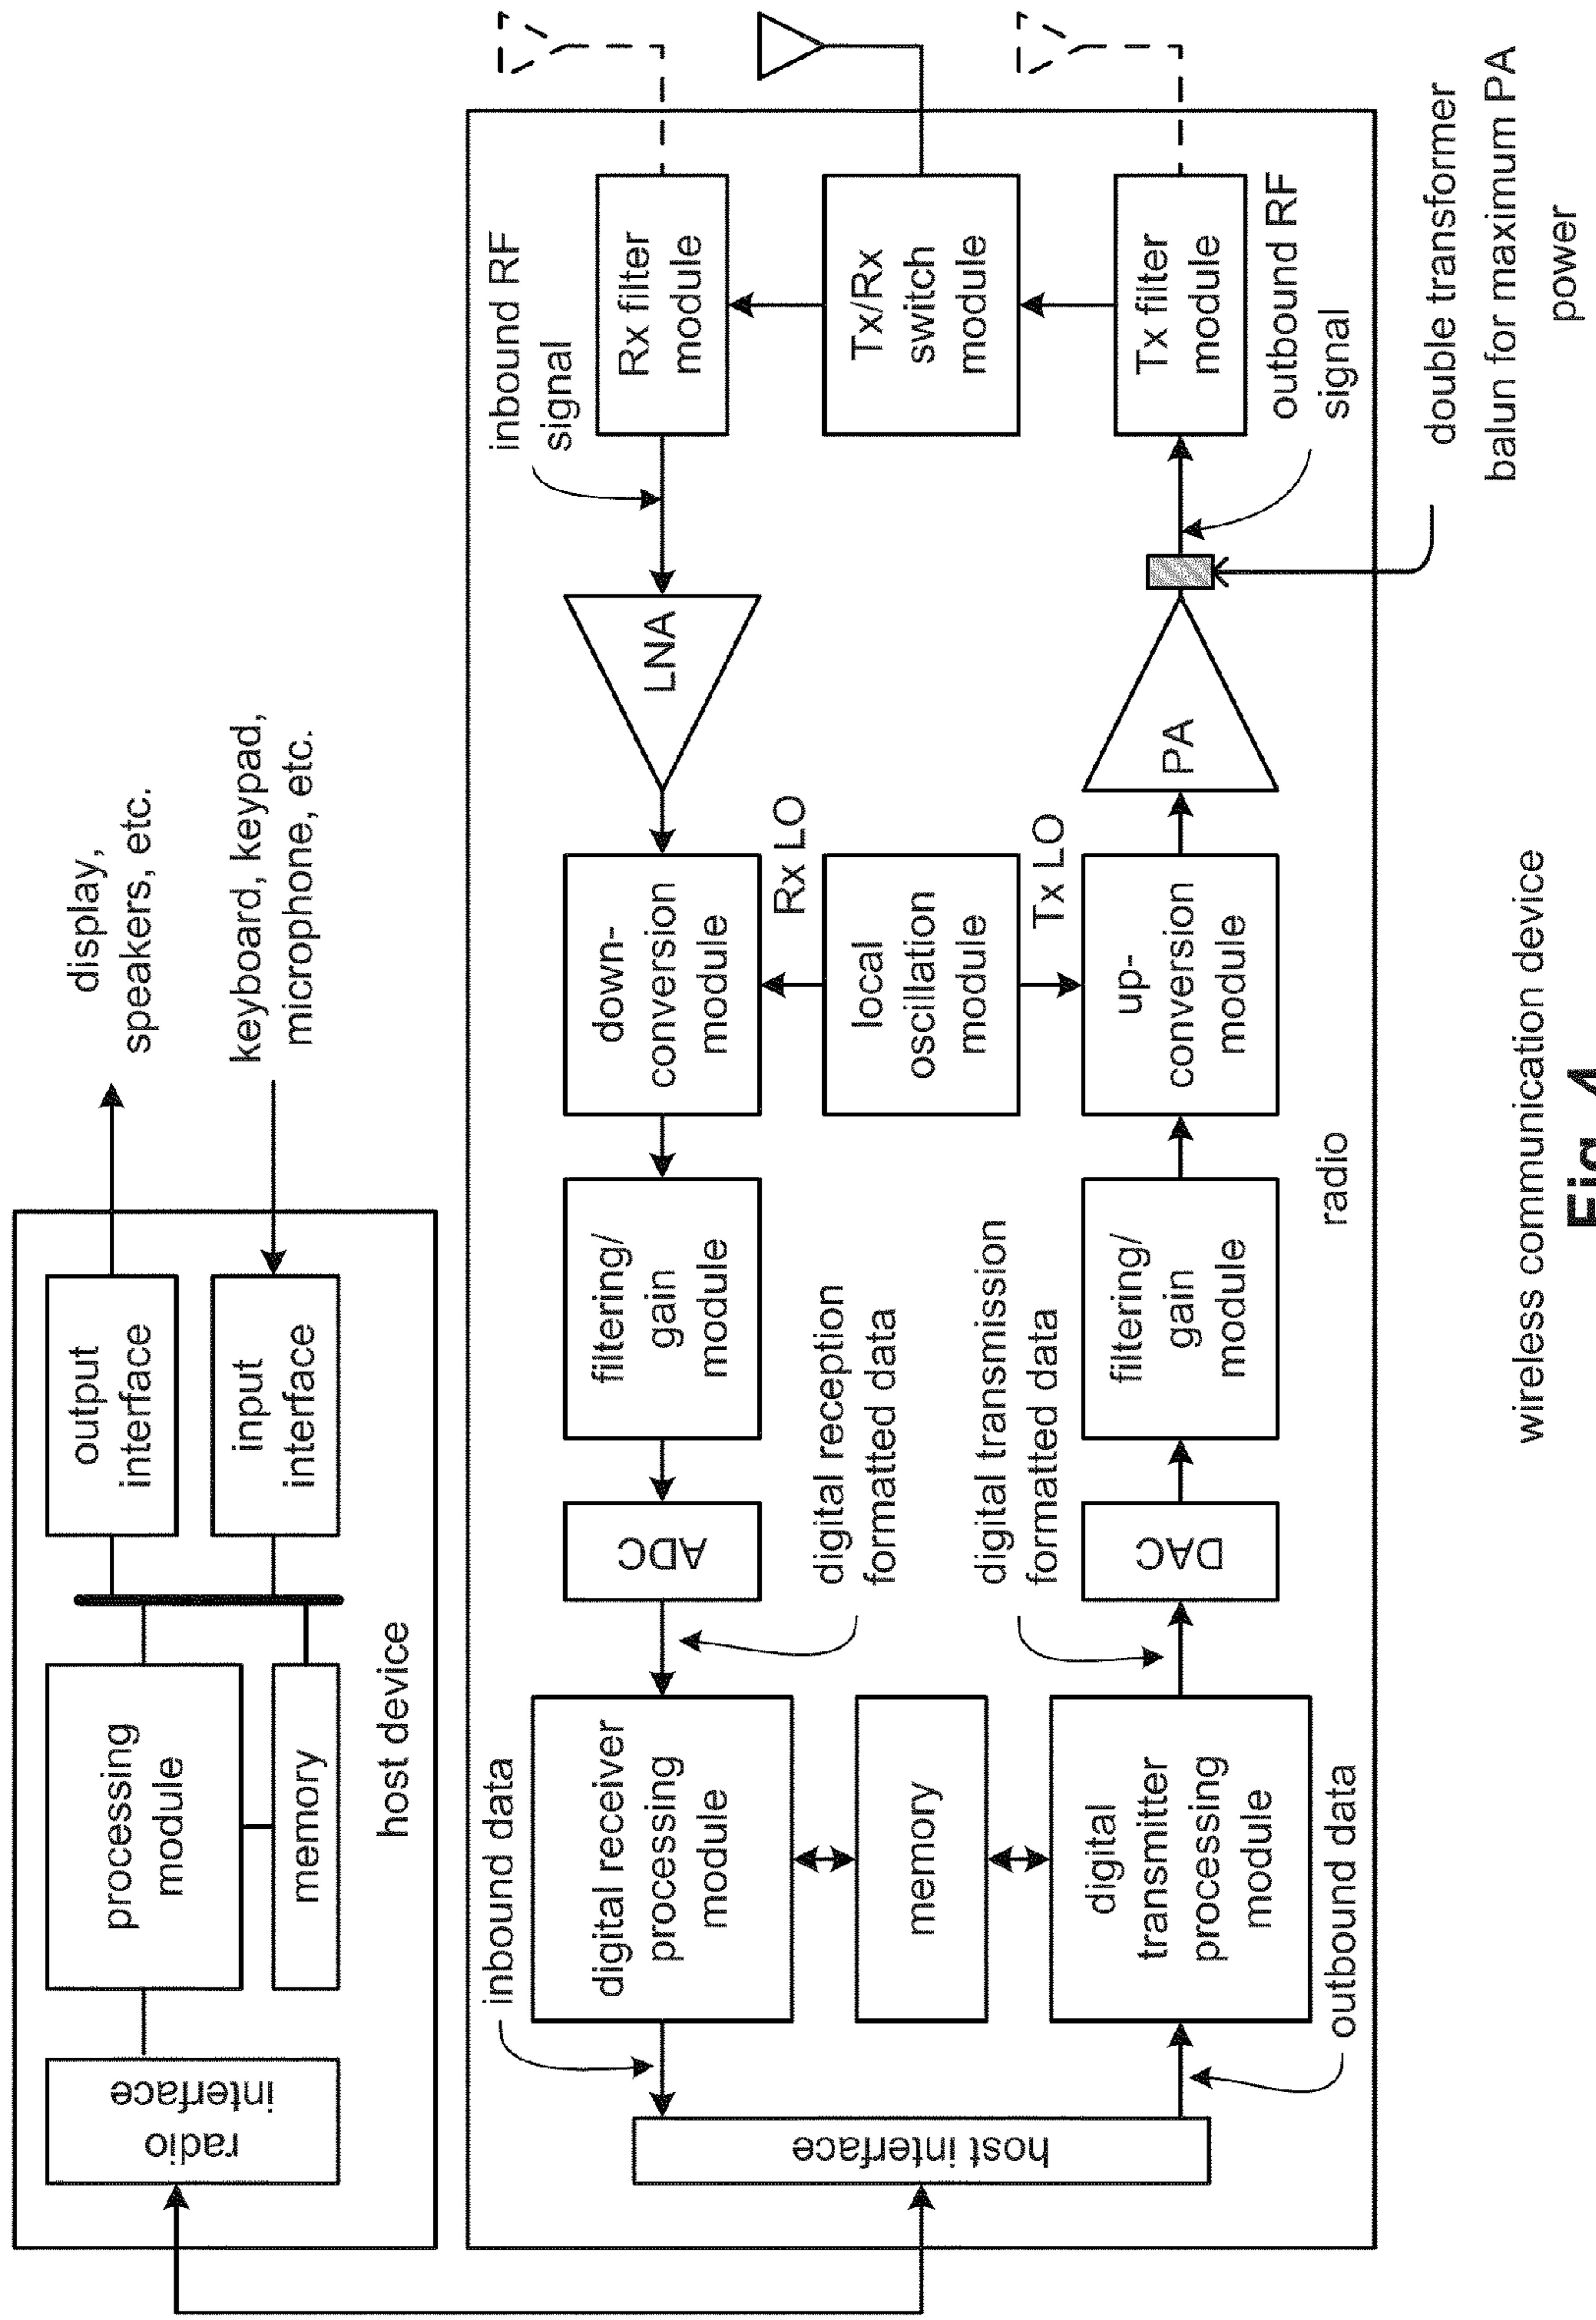 radio
interface
processing
module
memory
output
interface
input
interface
display,
speakers, etc.
keyboard, keypad,
microphone, etc.
host device
inbound data
digital receiver
processing
module
ADC
filtering/
gain
module
down-
conversion
module
LNA
inbound RF
signal
Rx filter
module
host interface
memory
digital reception
formatted data
digital transmission
formatted data
Rx LO
local
oscillation
module
Tx LO
Tx/Rx
switch
module
digital
transmitter
processing
module
outbound data
DAC
filtering/
gain
module
up-
conversion
module
PA
Tx filter
module
outbound RF
signal
radio
double transformer
balun for maximum PA
power
wireless communication device
Fig. 4